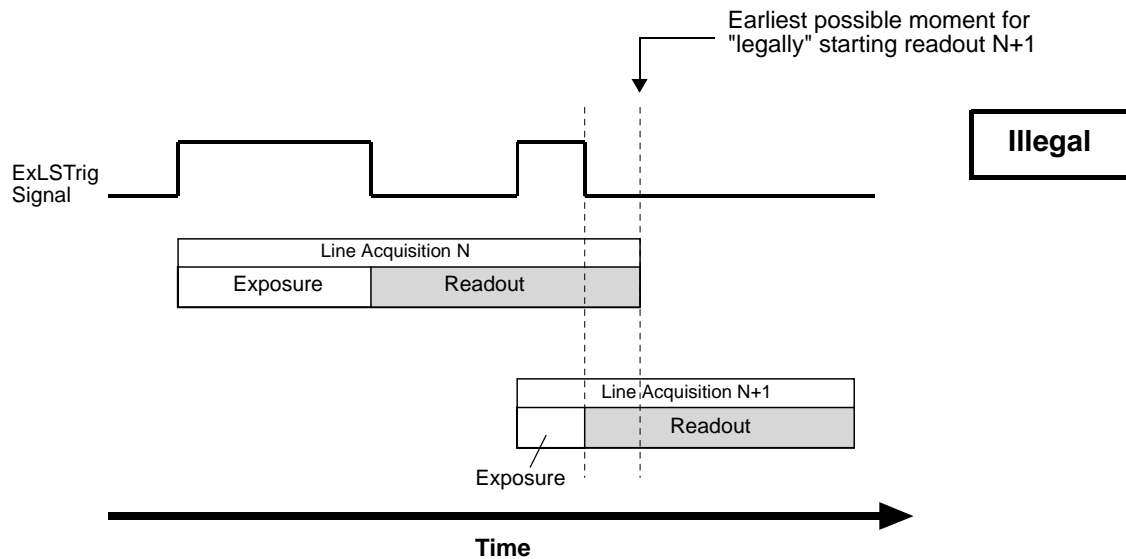 Earliest possible moment for
"legally" starting readout N+1
Illegal
ExLSTrig
Signal
Line Acquisition N
Exposure
Readout
Line Acquisition N+1
Readout
Exposure
Time